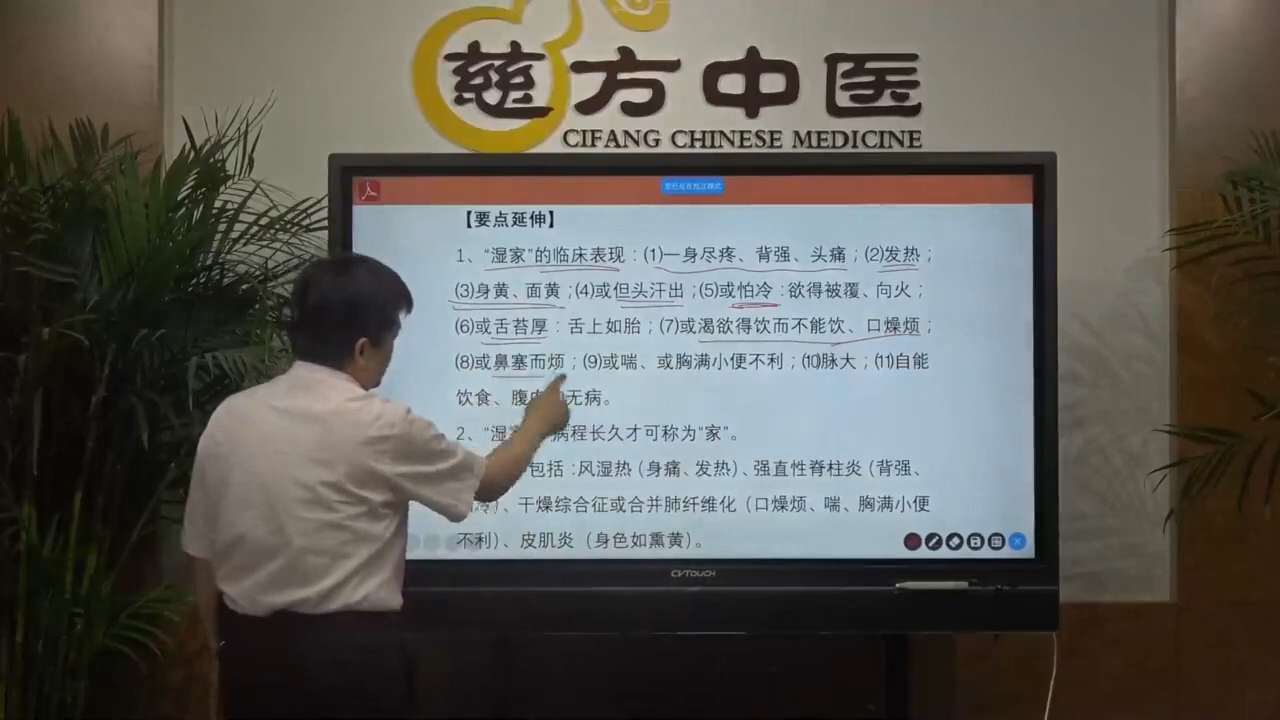 慈方中医
CIFANG CHINESE MEDICINE
【要点延伸】
1、“湿家”的临床表现：(1)一身尽疼、背强、头痛；(2)发热；
(3)身黄、面黄；(4)或但头汗出；(5)或怕冷：欲得被覆、向火；
(6)或舌苔厚：舌上如胎；(7)或渴欲得饮而不能饮、口燥烦；
(8)或鼻塞而烦；(9)或喘、或胸满小便不利；(10)脉大；(11)自能
饮食、腹 无病。
2、“湿 病程长久才可称为“家”。
包括：风湿热（身痛、发热）、强直性脊柱炎（背强、
）、干燥综合征或合并肺纤维化（口燥烦、喘、胸满小便
不利）、皮肌炎（身色如熏黄）。
CVTOUCH